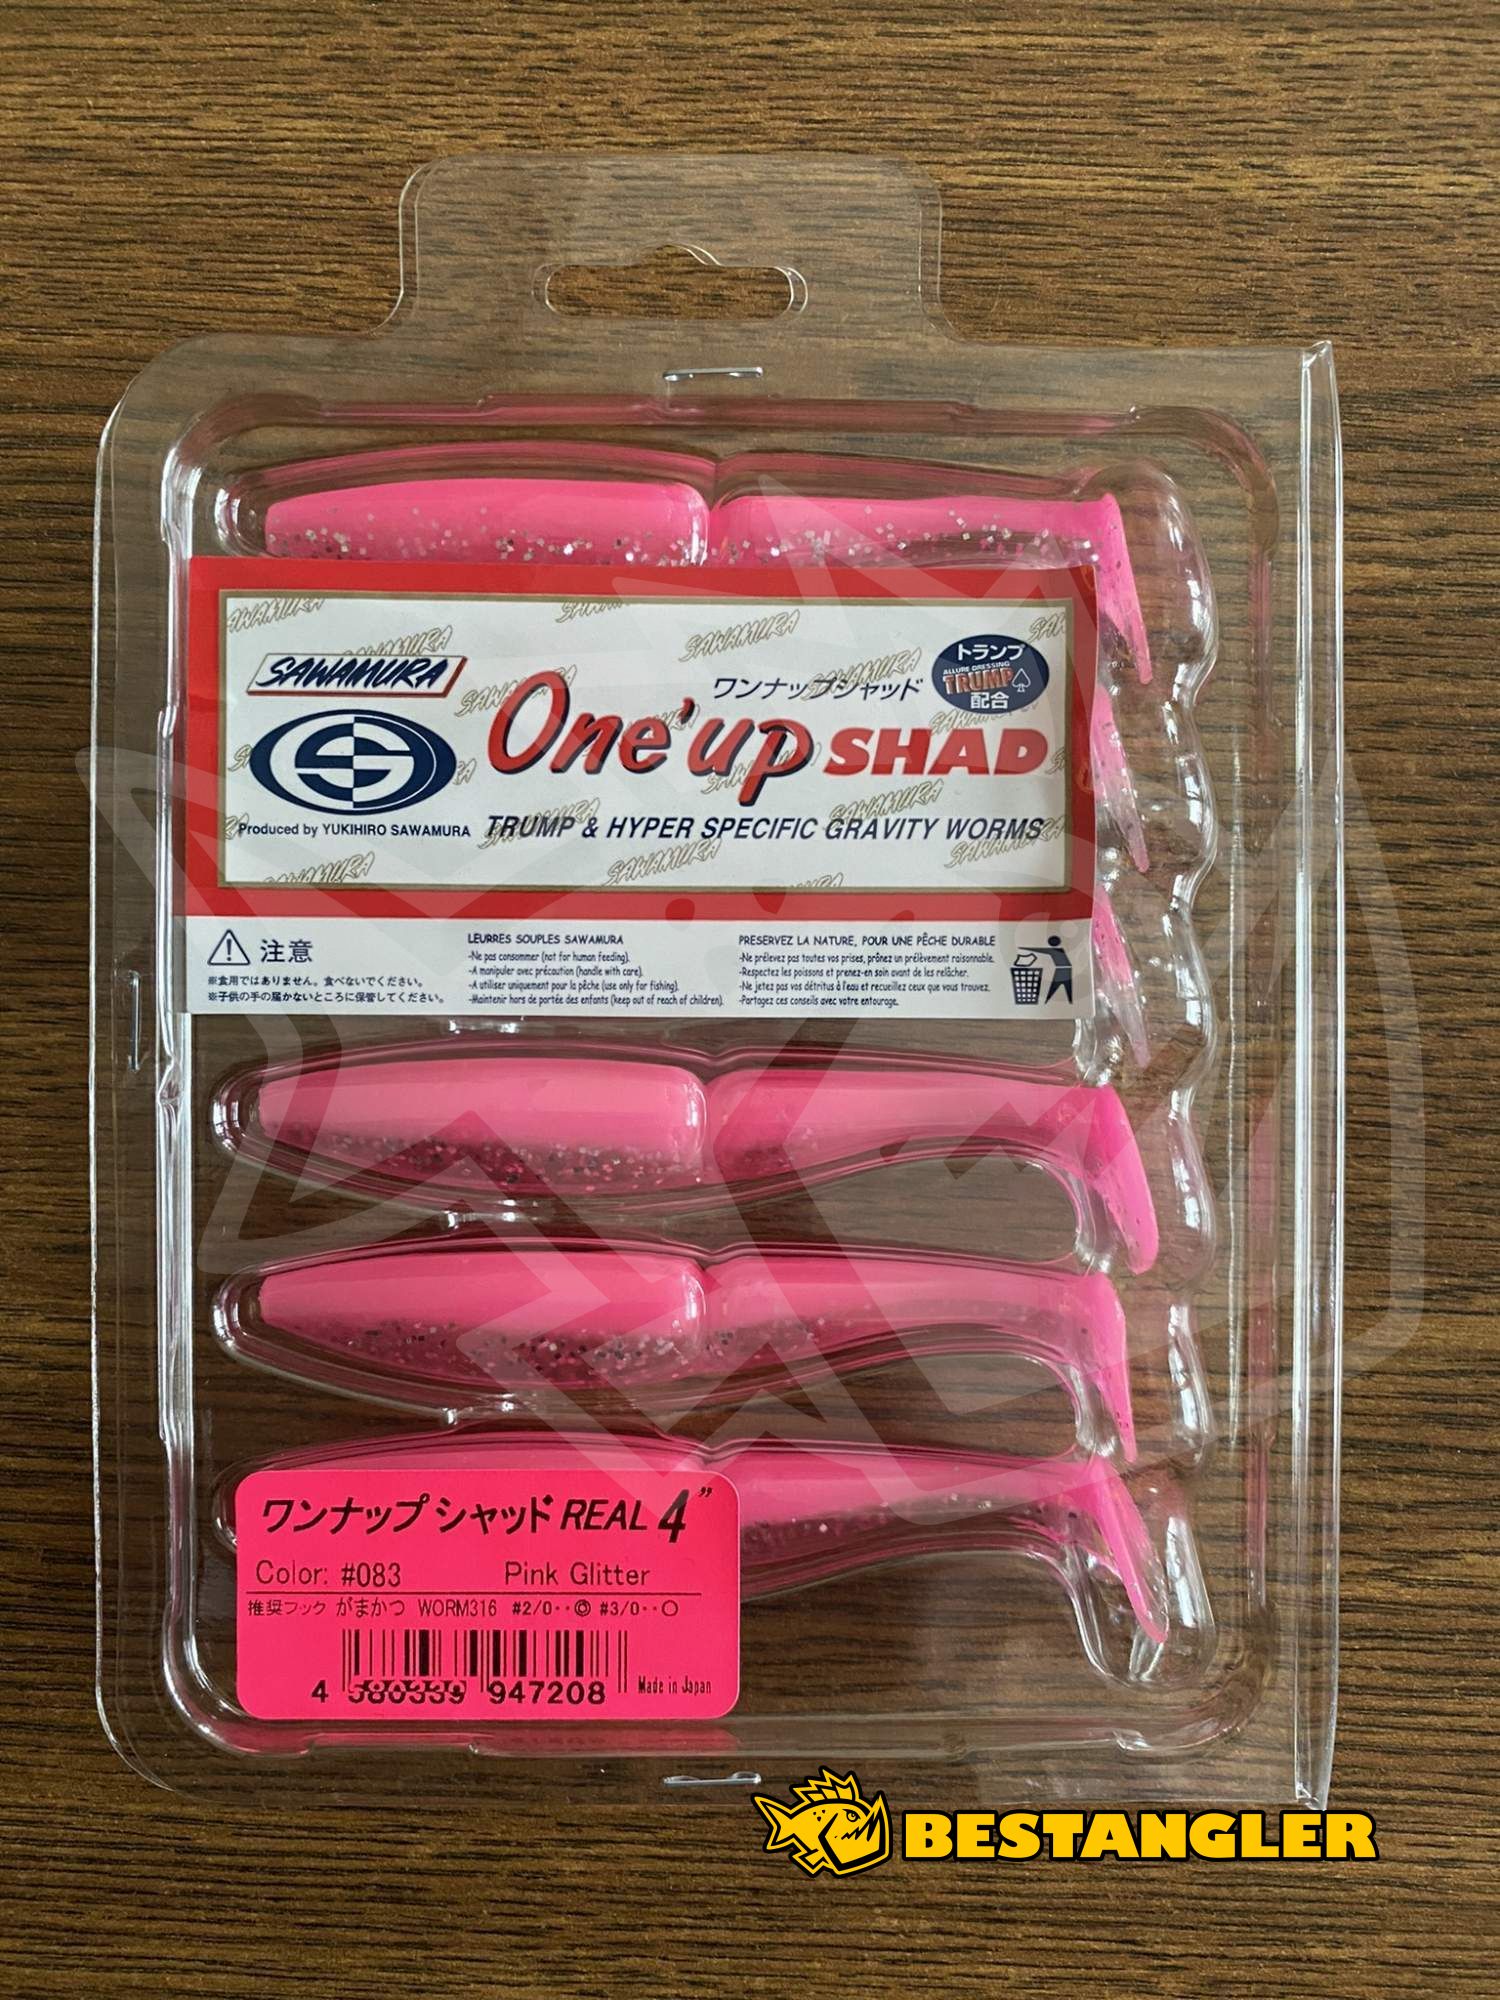 SAWAMURA
ワンナップシャッド
トランプ
ALLURE DRESSING
TRUMP
配合
One'up SHAD
Produced by YUKIHIRO SAWAMURA
TRUMP & HYPER SPECIFIC GRAVITY WORMS
注意
※食用ではありません。食べないでください。
※子供の手の届かないところに保管してください。
LEURRES SOUPLES SAWAMURA
-Ne pas consommer (not for human feeding).
-A manipuler avec précaution (handle with care).
-A utiliser uniquement pour la pêche (use only for fishing).
-Maintenir hors de portée des enfants (keep out of reach of children).
PRESERVEZ LA NATURE, POUR UNE PÊCHE DURABLE
-Ne prélevez pas toutes vos prises, prônez un prélèvement raisonnable.
-Respectez les poissons et prenez-en soin avant de les relâcher.
-Ne jetez pas vos détritus à l'eau et recueillez ceux que vous trouvez.
-Partagez ces conseils avec votre entourage.
ワンナップシャッド REAL 4"
Color: #083 Pink Glitter
推奨フック がまかつ WORM316 #2/0··◎ #3/0··○
4 580339 947208
Made in Japan
BESTANGLER